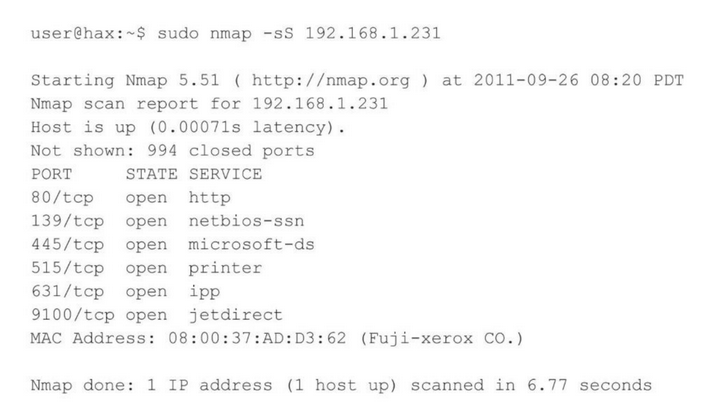 user@hax:~$ sudo nmap -sS 192.168.1.231
Starting Nmap 5.51 ( http://nmap.org ) at 2011-09-26 08:20 PDT
Nmap scan report for 192.168.1.231
Host is up (0.00071s latency).
Not shown: 994 closed ports
PORT     STATE SERVICE
80/tcp   open  http
139/tcp  open  netbios-ssn
445/tcp  open  microsoft-ds
515/tcp  open  printer
631/tcp  open  ipp
9100/tcp open  jetdirect
MAC Address: 08:00:37:AD:D3:62 (Fuji-xerox CO.)
Nmap done: 1 IP address (1 host up) scanned in 6.77 seconds